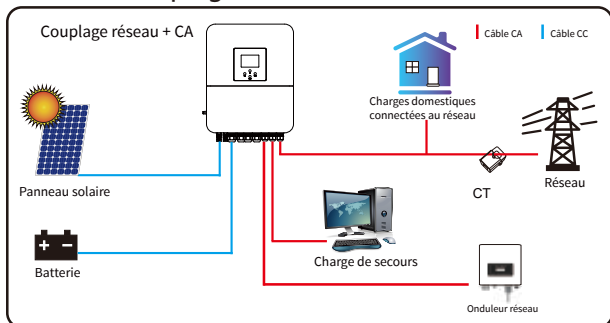 Couplage réseau + CA
Câble CA
Câble CC
Charges domestiques
connectées au réseau
Panneau solaire
CT
Réseau
Batterie
Charge de secours
Onduleur réseau